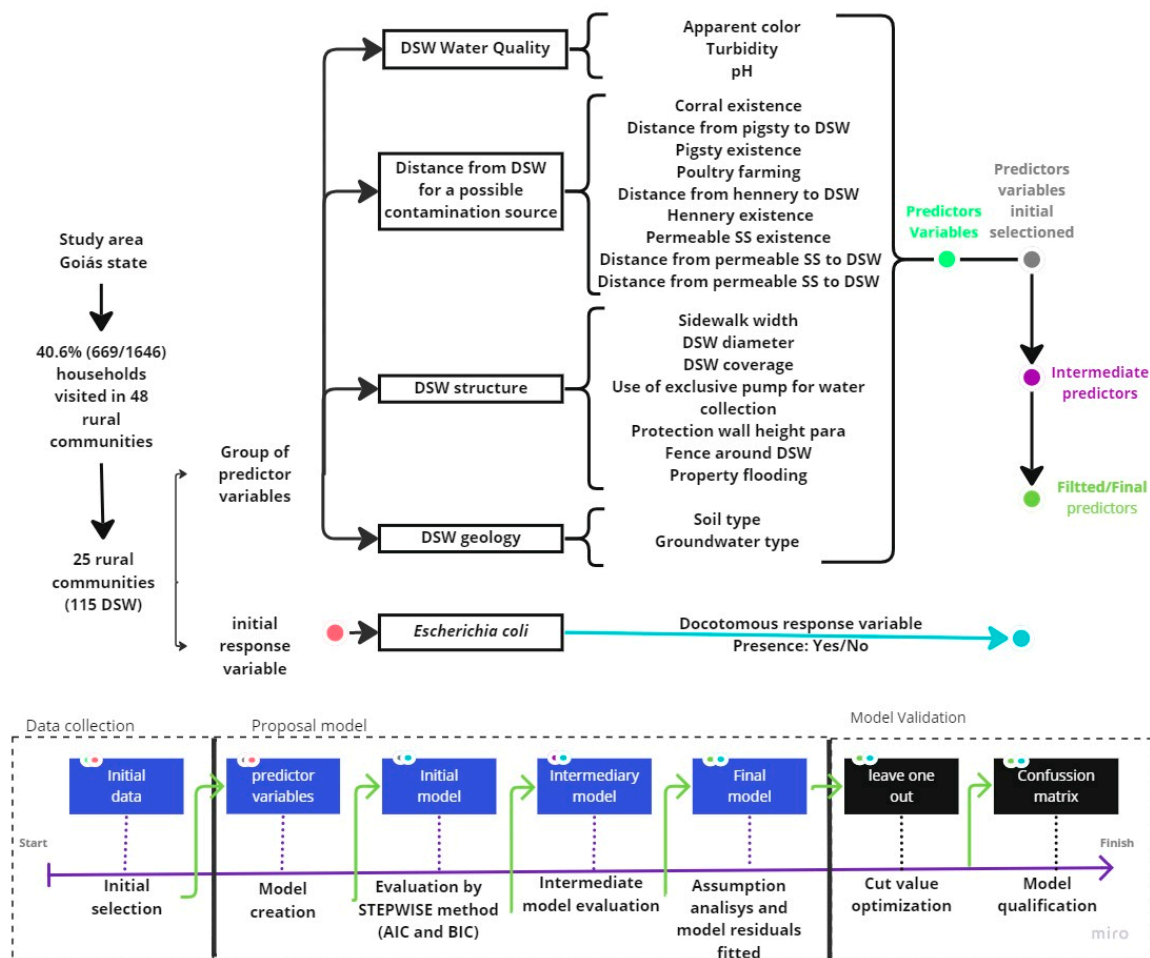 Study area
Goiás state
40.6% (669/1646)
households
visited in 48
rural
communities
25 rural
communities
(115 DSW)
Group of
predictor
variables
initial
response
variable
DSW Water Quality
Apparent color
Turbidity
pH
Distance from DSW
for a possible
contamination source
Corral existence
Distance from pigsty to DSW
Pigsty existence
Poultry farming
Distance from hennery to DSW
Hennery existence
Permeable SS existence
Distance from permeable SS to DSW
Distance from permeable SS to DSW
DSW structure
Sidewalk width
DSW diameter
DSW coverage
Use of exclusive pump for water
collection
Protection wall height para
Fence around DSW
Property flooding
DSW geology
Soil type
Groundwater type
Escherichia coli
Docotomous response variable
Presence: Yes/No
Predictors
Variables
Predictors
variables
initial
selectioned
Intermediate
predictors
Filtted/Final
predictors
Data collection
Proposal model
Model Validation
Initial
data
predictor
variables
Initial
model
Intermediary
model
Final
model
leave one
out
Confussion
matrix
Start
Finish
Initial
selection
Model
creation
Evaluation by
STEPWISE method
(AIC and BIC)
Intermediate
model evaluation
Assumption
analisys and
model residuals
fitted
Cut value
optimization
Model
qualification
miro